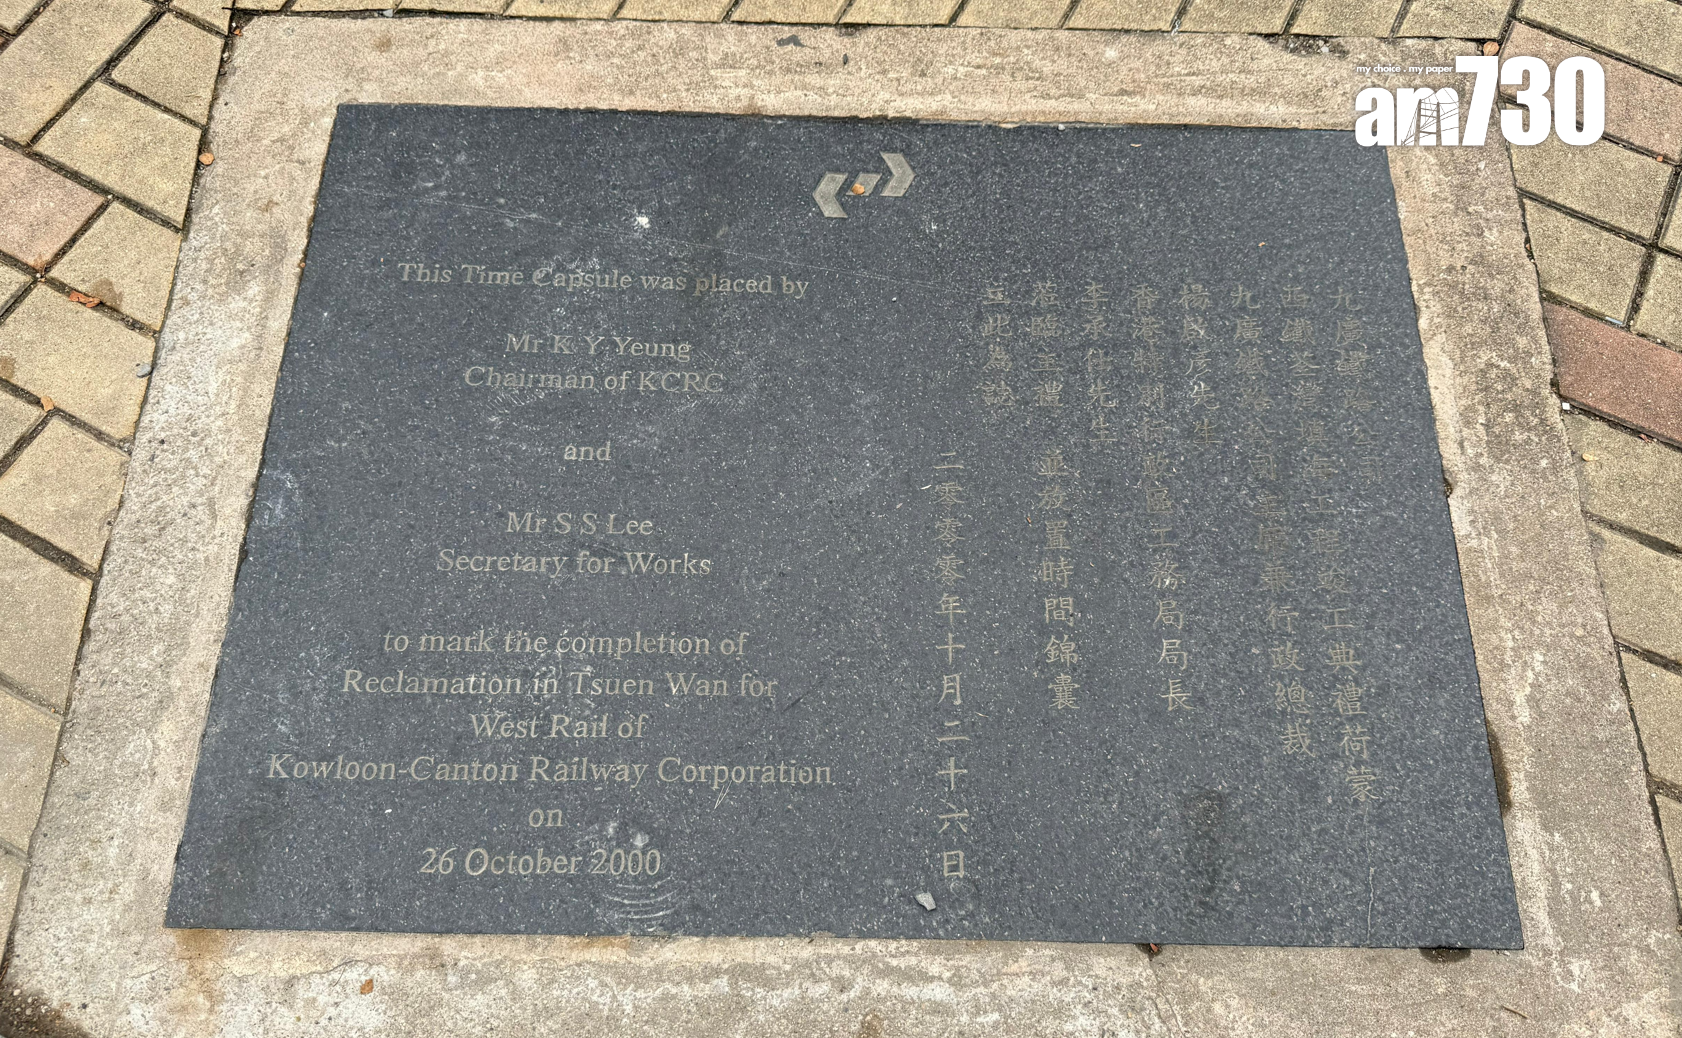 my choice . my paper
am730
This Time Capsule was placed by
Mr K Y Yeung
Chairman of KCRC
and
Mr S S Lee
Secretary for Works
to mark the completion of
Reclamation in Tsuen Wan for
West Rail of
Kowloon-Canton Railway Corporation
on
26 October 2000
九廣鐵路公司
西鐵荃灣填海工程竣工典禮荷蒙
九廣鐵路公司主席兼行政總裁
楊啟彥先生
香港特別行政區工務局局長
李承仕先生
蒞臨主禮 並放置時間錦囊
立此為誌
二零零零年十月二十六日